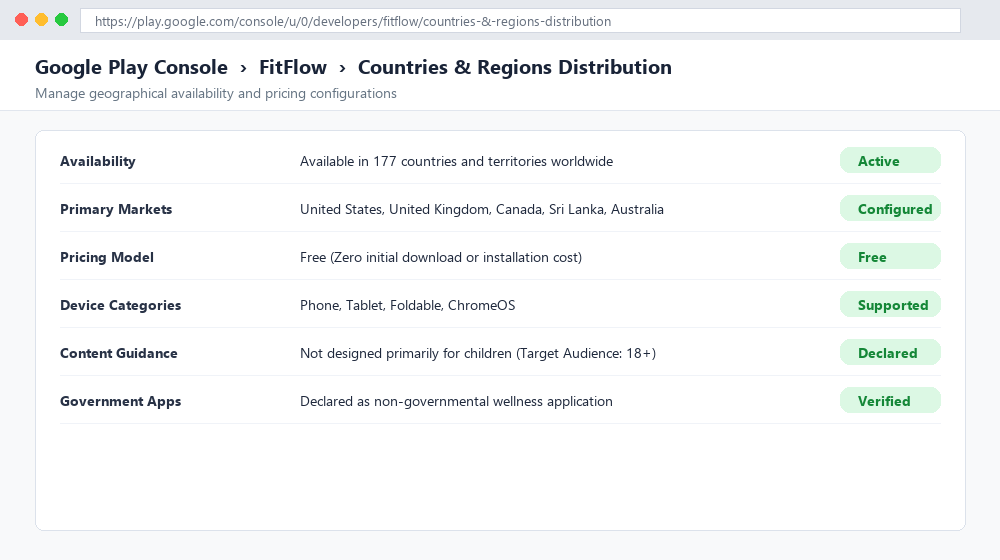 https://play.google.com/console/u/0/developers/fitflow/countries-&-regions-distribution
Google Play Console › FitFlow › Countries & Regions Distribution
Manage geographical availability and pricing configurations
Availability Available in 177 countries and territories worldwide Active
Primary Markets United States, United Kingdom, Canada, Sri Lanka, Australia Configured
Pricing Model Free (Zero initial download or installation cost) Free
Device Categories Phone, Tablet, Foldable, ChromeOS Supported
Content Guidance Not designed primarily for children (Target Audience: 18+) Declared
Government Apps Declared as non-governmental wellness application Verified